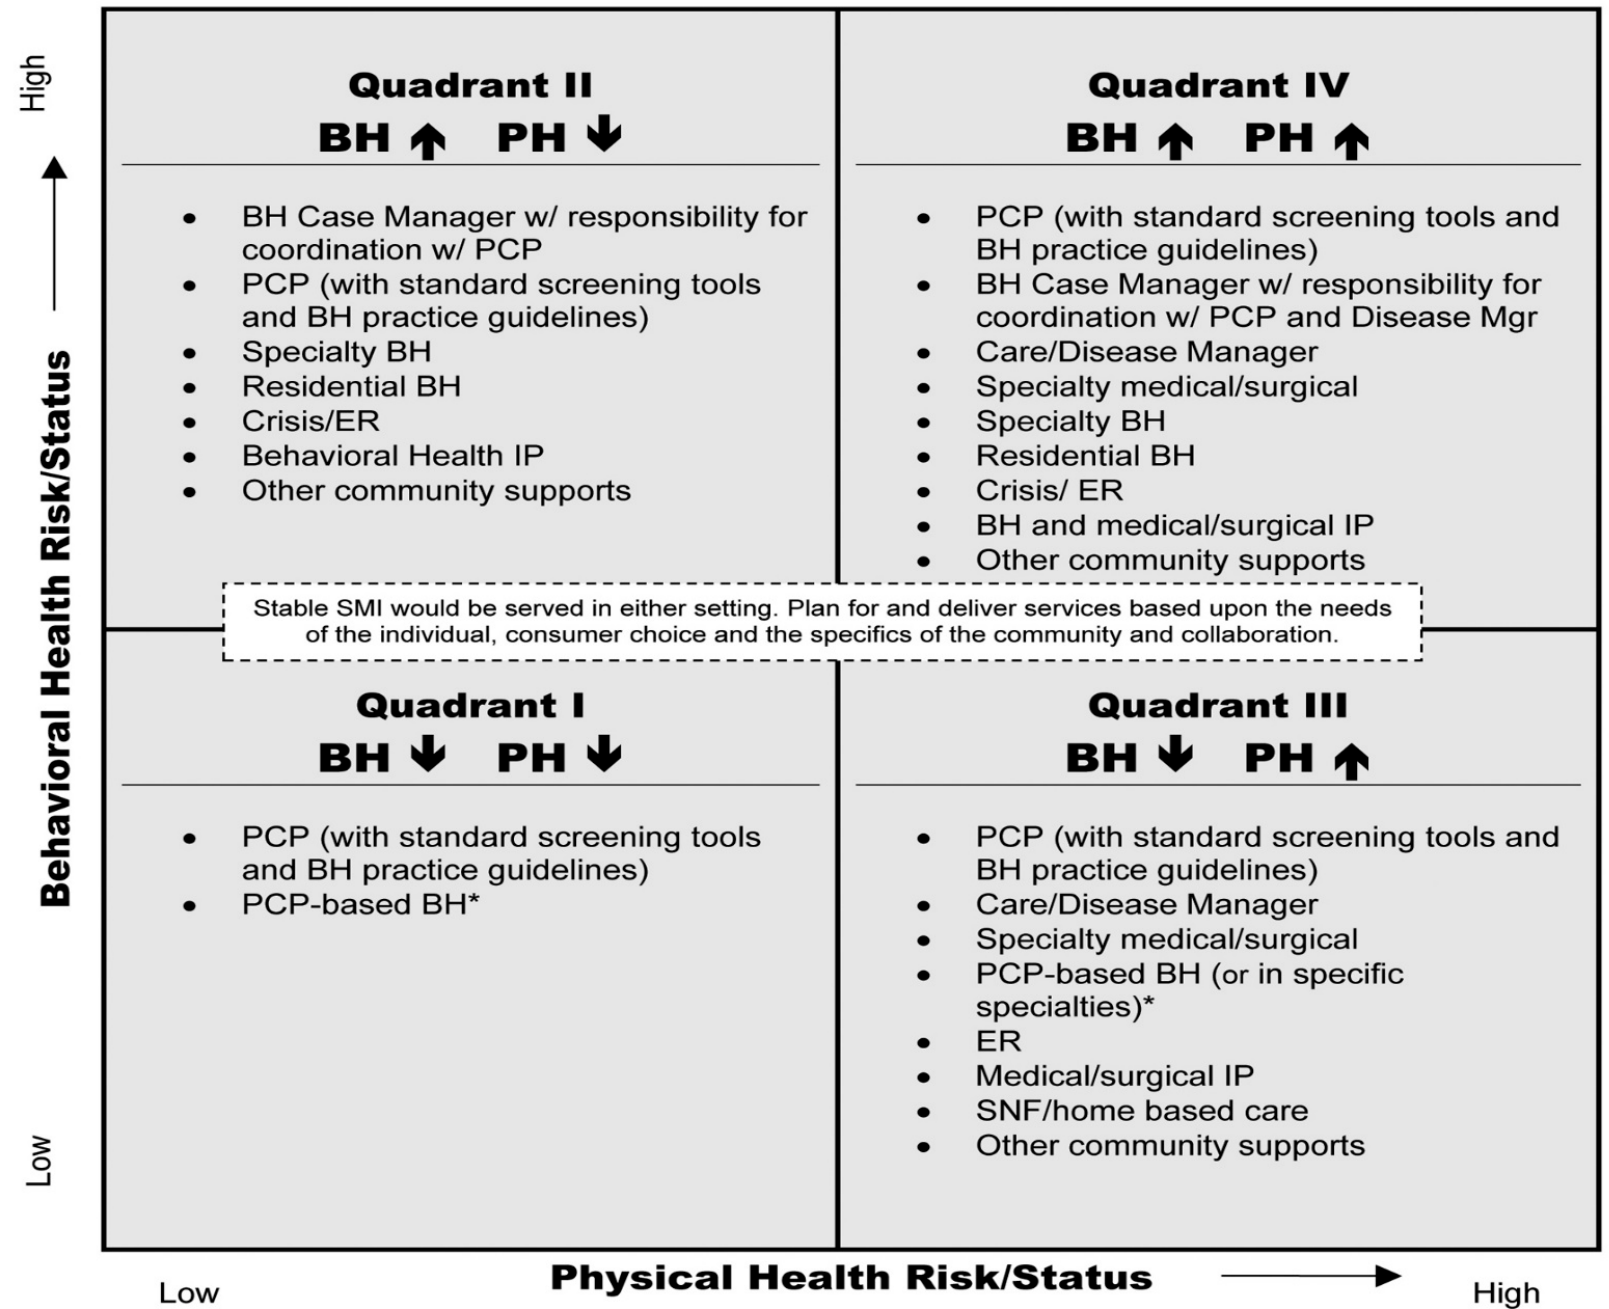 High
Behavioral Health Risk/Status
Low
Quadrant II
BH PH
• BH Case Manager w/ responsibility for
coordination w/ PCP
• PCP (with standard screening tools
and BH practice guidelines)
• Specialty BH
• Residential BH
• Crisis/ER
• Behavioral Health IP
• Other community supports
Quadrant IV
BH PH
• PCP (with standard screening tools and
BH practice guidelines)
• BH Case Manager w/ responsibility for
coordination w/ PCP and Disease Mgr
• Care/Disease Manager
• Specialty medical/surgical
• Specialty BH
• Residential BH
• Crisis/ ER
• BH and medical/surgical IP
• Other community supports
Stable SMI would be served in either setting. Plan for and deliver services based upon the needs
of the individual, consumer choice and the specifics of the community and collaboration.
Quadrant I
BH PH
• PCP (with standard screening tools
and BH practice guidelines)
• PCP-based BH*
Quadrant III
BH PH
• PCP (with standard screening tools and
BH practice guidelines)
• Care/Disease Manager
• Specialty medical/surgical
• PCP-based BH (or in specific
specialties)*
• ER
• Medical/surgical IP
• SNF/home based care
• Other community supports
Low
Physical Health Risk/Status
High